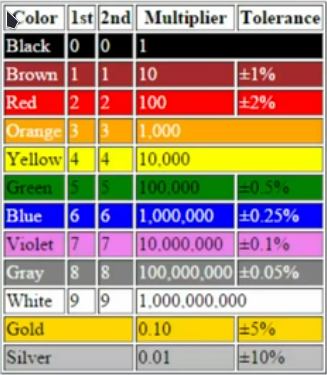 Color 1st 2nd Multiplier Tolerance
Black 0 0 1
Brown 1 1 10 ±1%
Red 2 2 100 ±2%
Orange 3 3 1,000
Yellow 4 4 10,000
Green 5 5 100,000 ±0.5%
Blue 6 6 1,000,000 ±0.25%
Violet 7 7 10,000,000 ±0.1%
Gray 8 8 100,000,000 ±0.05%
White 9 9 1,000,000,000
Gold 0.10 ±5%
Silver 0.01 ±10%